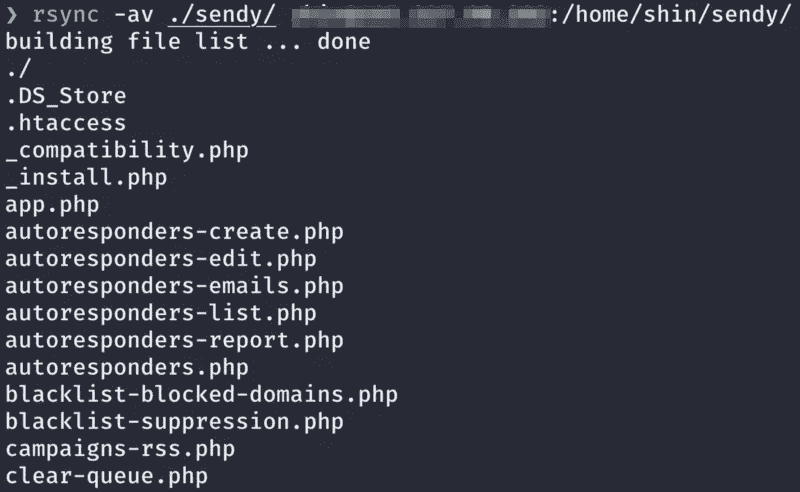 ❯ rsync -av ./sendy/ :/home/shin/sendy/
building file list ... done
./
.DS_Store
.htaccess
_compatibility.php
_install.php
app.php
autoresponders-create.php
autoresponders-edit.php
autoresponders-emails.php
autoresponders-list.php
autoresponders-report.php
autoresponders.php
blacklist-blocked-domains.php
blacklist-suppression.php
campaigns-rss.php
clear-queue.php